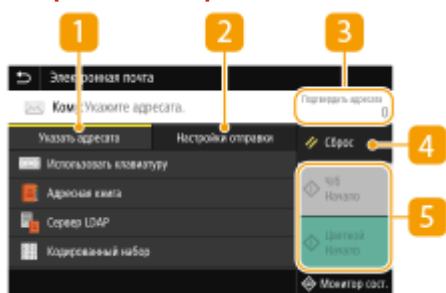 1
2
3
Электронная почта
Кому: Укажите адресата.
Подтвердить адресата
0
Указать адресата
Настройки отправки
Сброс
4
Использовать клавиатуру
Адресная книга
Ч/б
Начало
5
Сервер LDAP
Цветной
Начало
Кодированный набор
Монитор сост.